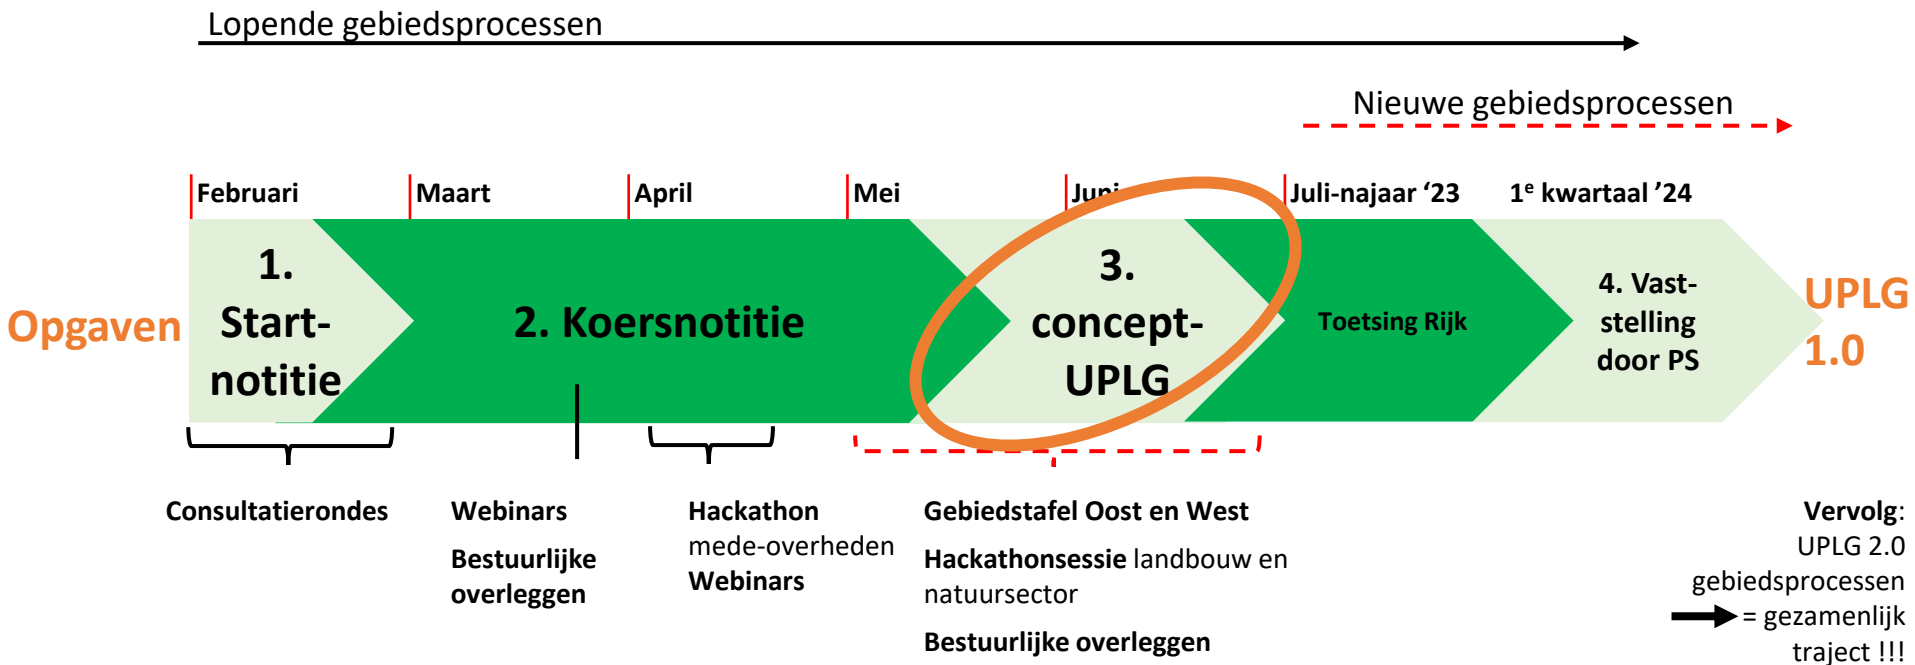 Lopende gebiedsprocessen
Nieuwe gebiedsprocessen
Februari
Maart
April
Mei
Juni
Juli-najaar ‘23
1e kwartaal ’24
Opgaven
1.
Start-
notitie
2. Koersnotitie
3.
concept-
UPLG
Toetsing Rijk
4. Vast-
stelling
door PS
UPLG
1.0
Consultatierondes
Webinars
Bestuurlijke
overleggen
Hackathon
mede-overheden
Webinars
Gebiedstafel Oost en West
Hackathonsessie landbouw en
natuursector
Bestuurlijke overleggen
Vervolg:
UPLG 2.0
gebiedsprocessen
= gezamenlijk
traject !!!